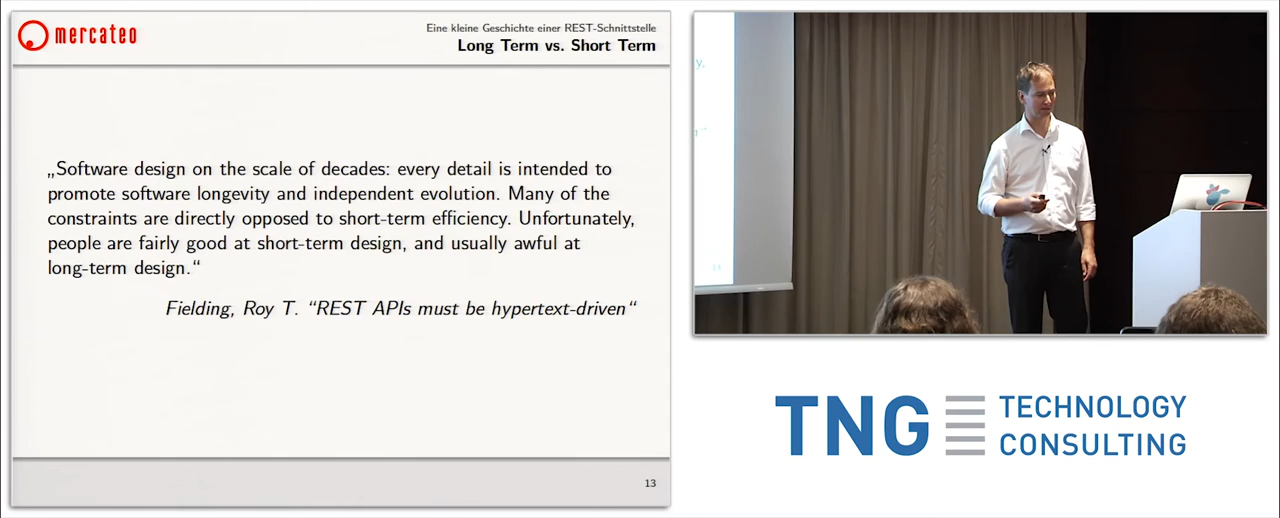 mercateo
Eine kleine Geschichte einer REST-Schnittstelle
Long Term vs. Short Term
„Software design on the scale of decades: every detail is intended to
promote software longevity and independent evolution. Many of the
constraints are directly opposed to short-term efficiency. Unfortunately,
people are fairly good at short-term design, and usually awful at
long-term design.“
Fielding, Roy T. “REST APIs must be hypertext-driven“
13
TNG TECHNOLOGY
CONSULTING